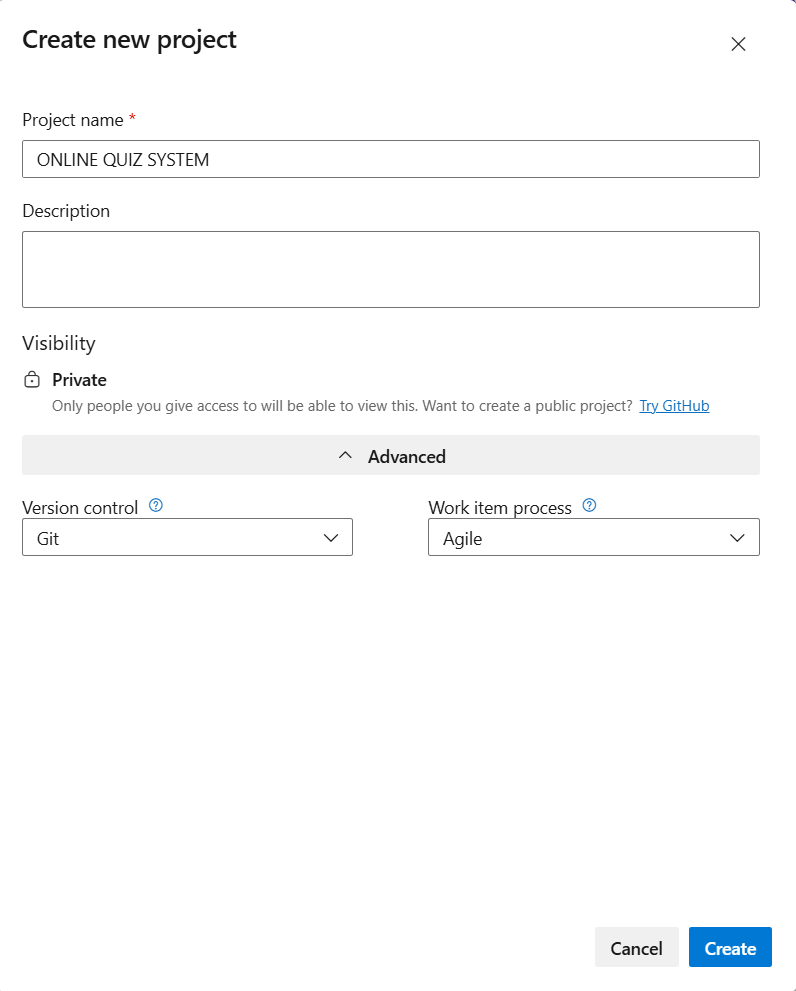 Create new project
Project name *
ONLINE QUIZ SYSTEM
Description
Visibility
Private
Only people you give access to will be able to view this. Want to create a public project? Try GitHub
Advanced
Version control
Work item process
Git
Agile
Cancel
Create